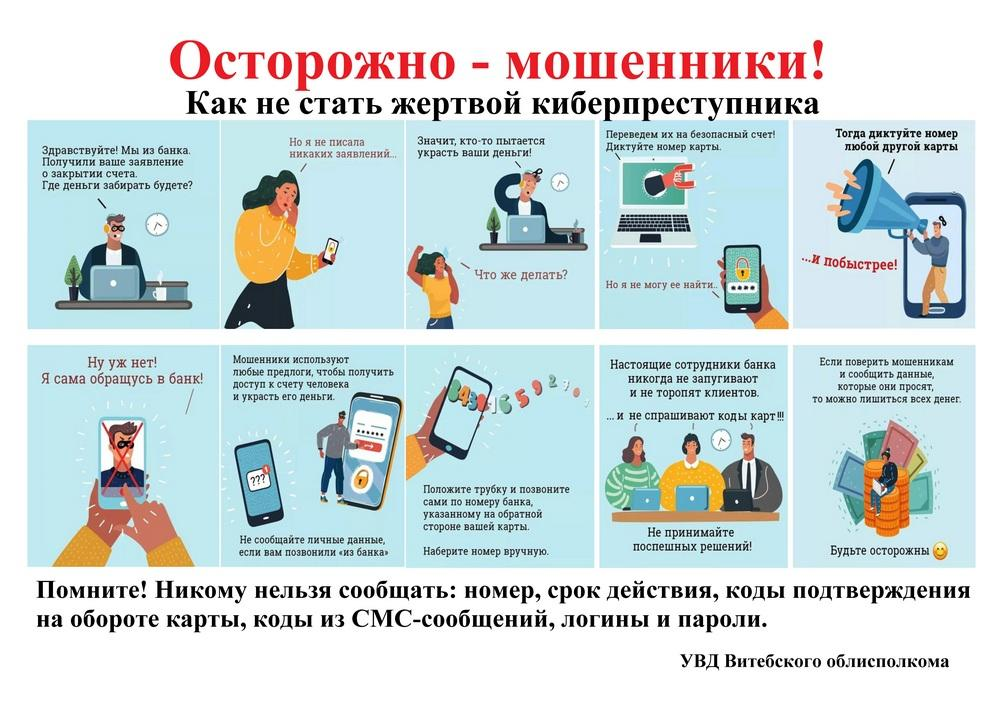 Осторожно - мошенники!
Как не стать жертвой киберпреступника
Здравствуйте! Мы из банка.
Получили ваше заявление
о закрытии счета.
Где деньги забирать будете?
Но я не писала
никаких заявлений...
Значит, кто-то пытается
украсть ваши деньги!
Что же делать?
Переведем их на безопасный счет!
Диктуйте номер карты.
Но я не могу ее найти..
Тогда диктуйте номер
любой другой карты
...и побыстрее!
Ну уж нет!
Я сама обращусь в банк!
Мошенники используют
любые предлоги, чтобы получить
доступ к счету человека
и украсть его деньги.
???
Не сообщайте личные данные,
если вам позвонили «из банка»
Положите трубку и позвоните
сами по номеру банка,
указанному на обратной
стороне вашей карты.
Наберите номер вручную.
Настоящие сотрудники банка
никогда не запугивают
и не торопят клиентов.
... и не спрашивают коды карт!!!
Не принимайте
поспешных решений!
Если поверить мошенникам
и сообщить данные,
которые они просят,
то можно лишиться всех денег.
Будьте осторожны
Помните! Никому нельзя сообщать: номер, срок действия, коды подтверждения
на обороте карты, коды из СМС-сообщений, логины и пароли.
УВД Витебского облисполкома